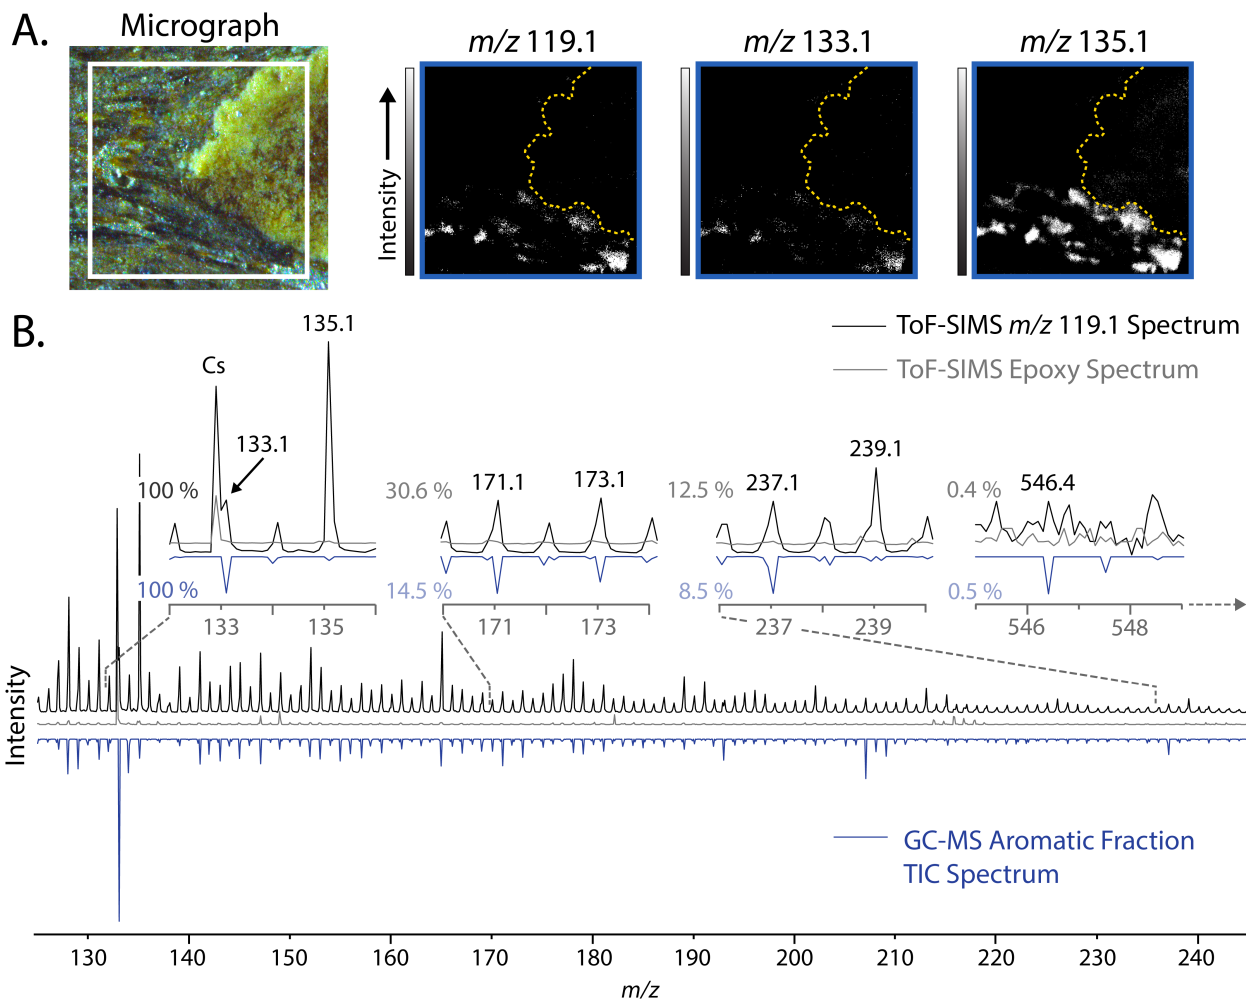 A.
Micrograph
m/z 119.1
m/z 133.1
m/z 135.1
Intensity
B.
135.1
ToF-SIMS m/z 119.1 Spectrum
ToF-SIMS Epoxy Spectrum
Cs
133.1
239.1
100 %
30.6 %
171.1
173.1
12.5 %
237.1
0.4 %
546.4
100 %
14.5 %
8.5 %
0.5 %
133 135
171 173
237 239
546 548
Intensity
GC-MS Aromatic Fraction
TIC Spectrum
130 140 150 160 170 180 190 200 210 220 230 240
m/z